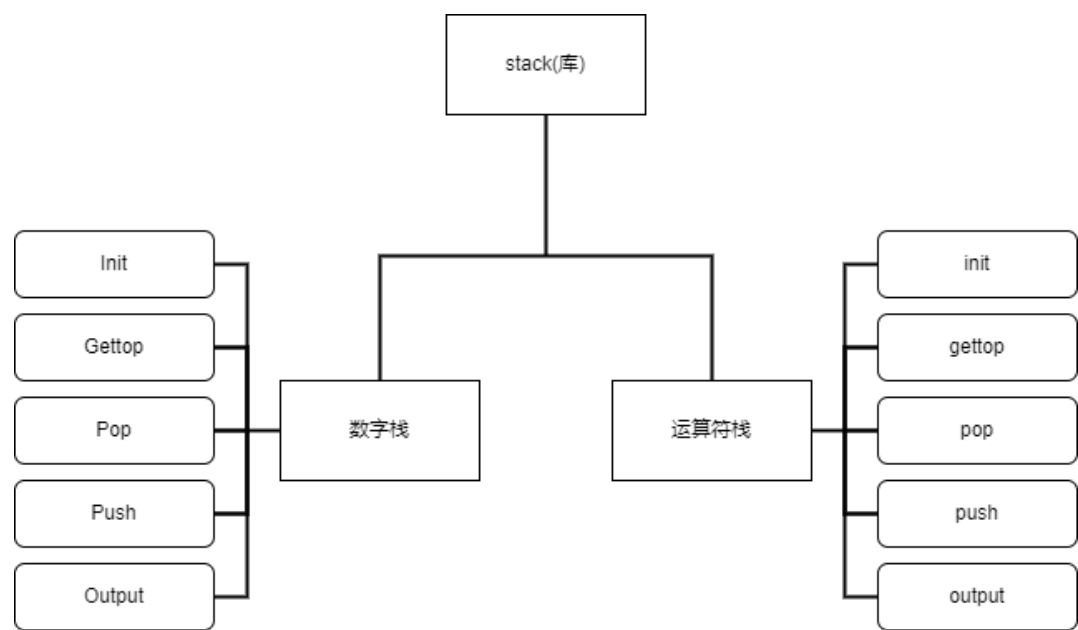 stack(库)
Init
Gettop
Pop
Push
Output
数字栈
运算符栈
init
gettop
pop
push
output